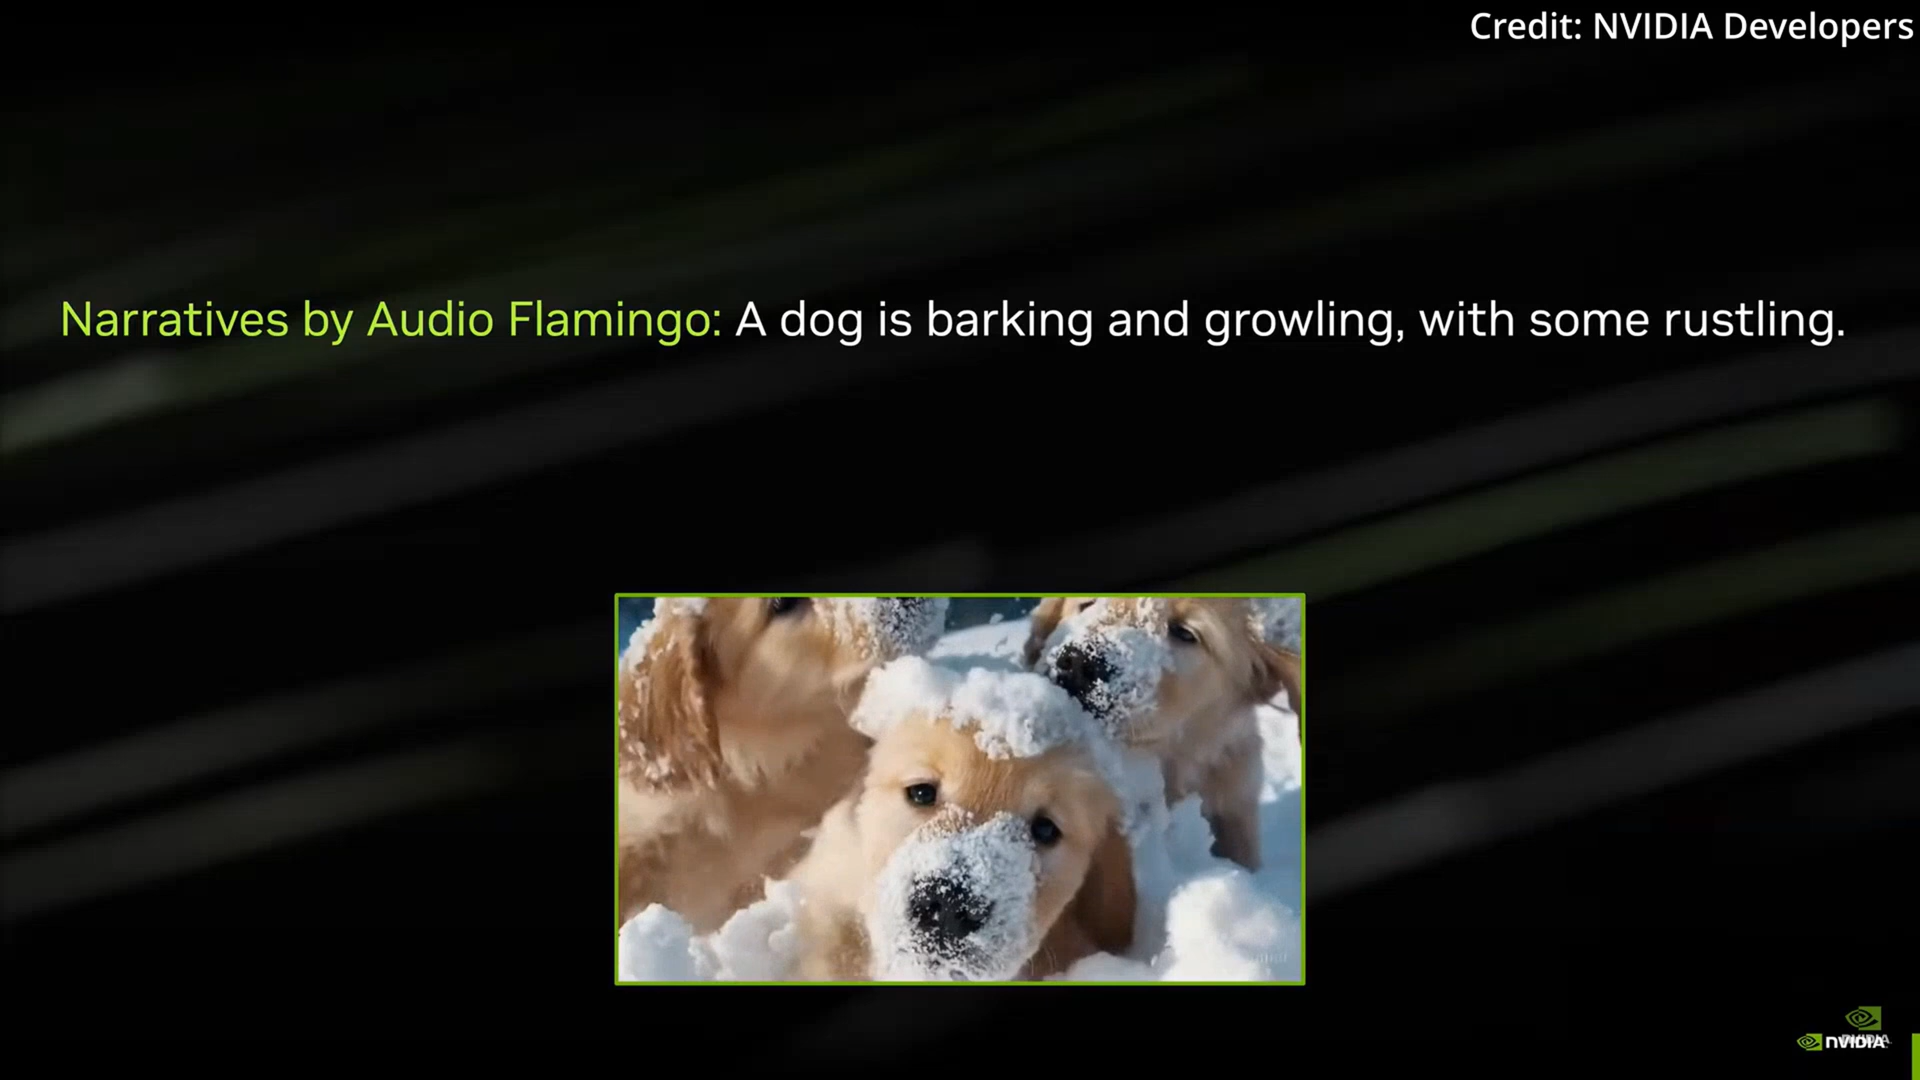 Credit: NVIDIA Developers
Narratives by Audio Flamingo: A dog is barking and growling, with some rustling.
NVIDIA